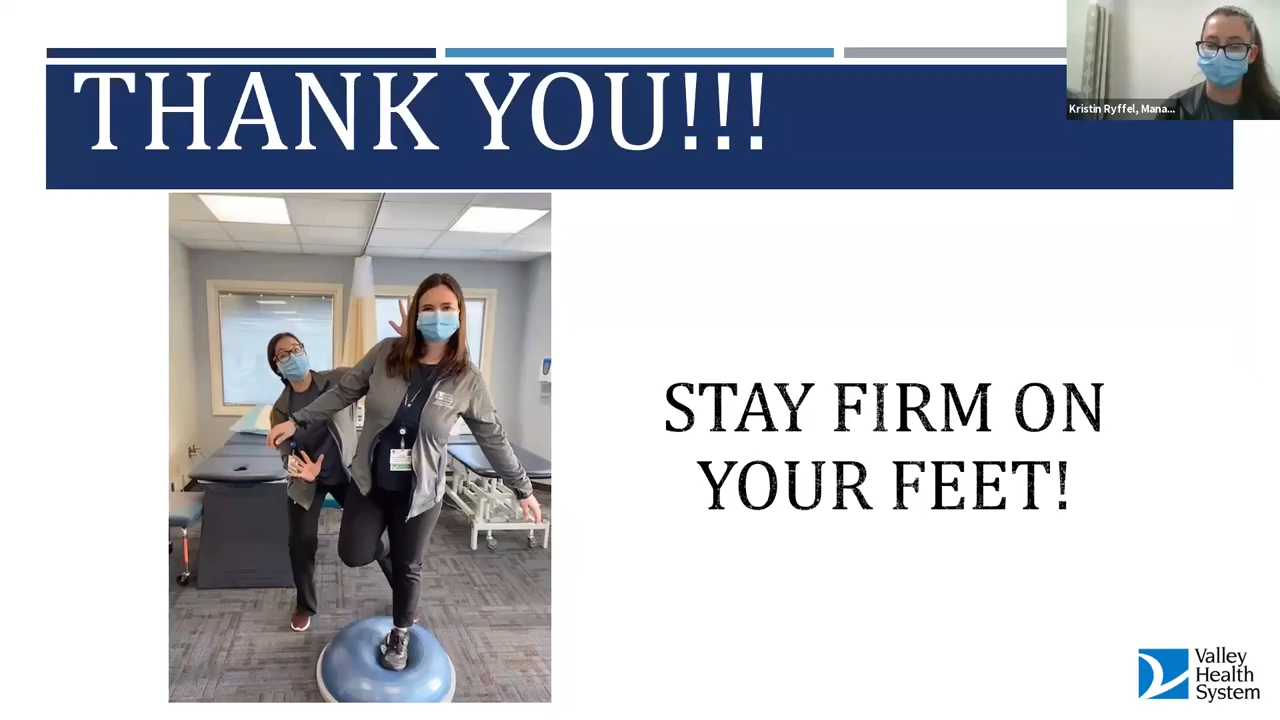 THANK YOU!!!
Kristin Ryffel, Mana...
STAY FIRM ON
YOUR FEET!
Valley
Health
System